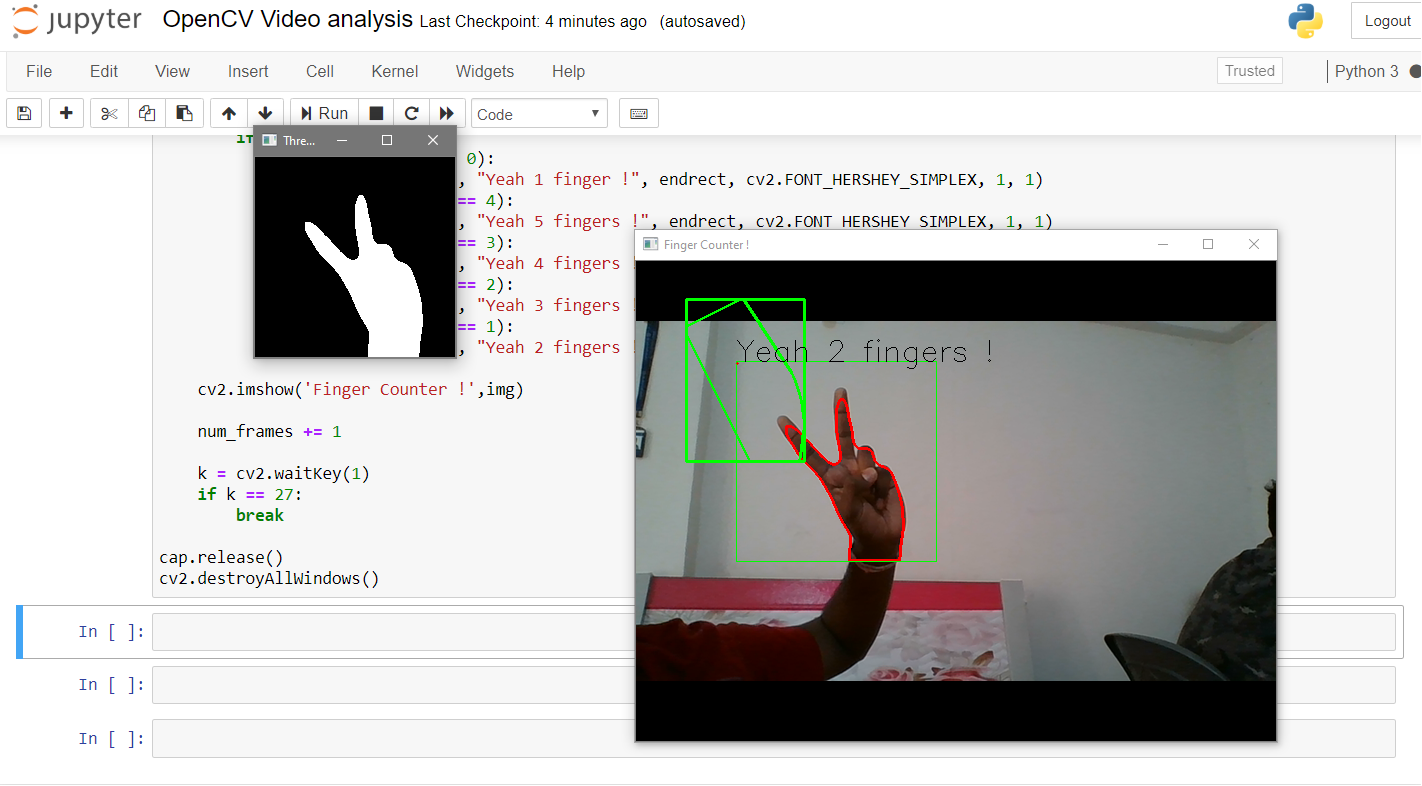 jupyter OpenCV Video analysis Last Checkpoint: 4 minutes ago (autosaved) Logout
File Edit View Insert Cell Kernel Widgets Help Trusted Python 3
Run Code
if
Thre...
0):
, "Yeah 1 finger !", endrect, cv2.FONT_HERSHEY_SIMPLEX, 1, 1)
== 4):
, "Yeah 5 fingers !", endrect, cv2.FONT_HERSHEY_SIMPLEX, 1, 1)
== 3):
, "Yeah 4 fingers
== 2):
, "Yeah 3 fingers
== 1):
, "Yeah 2 fingers
cv2.imshow('Finger Counter !',img)
num_frames += 1
k = cv2.waitKey(1)
if k == 27:
break
cap.release()
cv2.destroyAllWindows()
Finger Counter !
Yeah 2 fingers !
In [ ]:
In [ ]:
In [ ]: